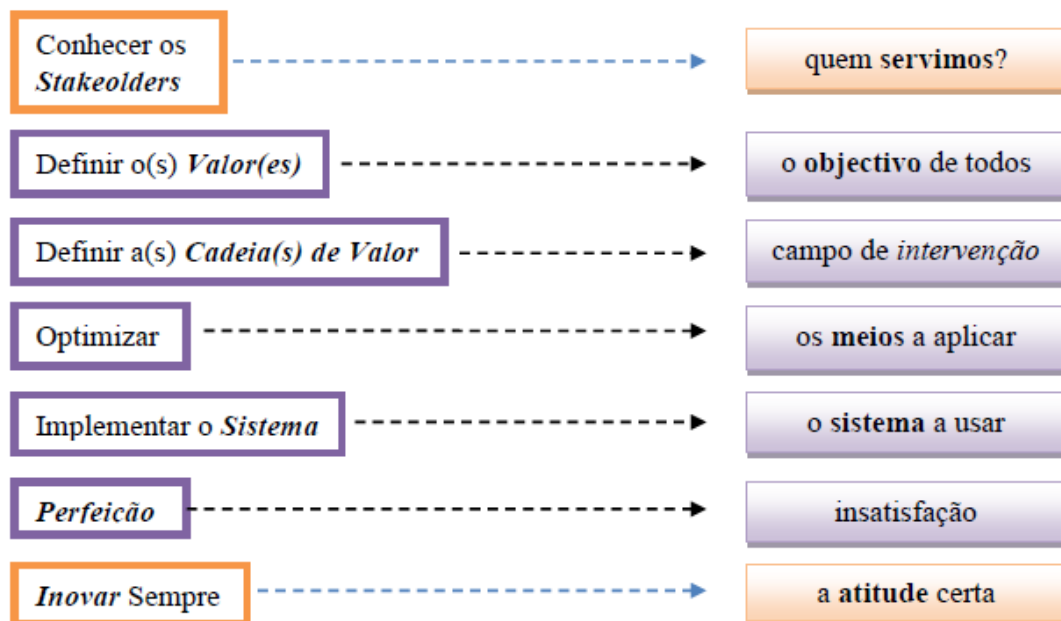 Conhecer os
Stakeolders
quem servimos?
Definir o(s) Valor(es)
o objectivo de todos
Definir a(s) Cadeia(s) de Valor
campo de intervenção
Optimizar
os meios a aplicar
Implementar o Sistema
o sistema a usar
Perfeicão
insatisfação
Inovar Sempre
a atitude certa